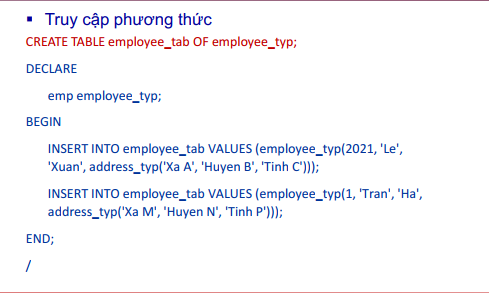 ▪ Truy cập phương thức
CREATE TABLE employee_tab OF employee_typ;
DECLARE
emp employee_typ;
BEGIN
INSERT INTO employee_tab VALUES (employee_typ(2021, 'Le',
'Xuan', address_typ('Xa A', 'Huyen B', 'Tinh C')));
INSERT INTO employee_tab VALUES (employee_typ(1, 'Tran', 'Ha',
address_typ('Xa M', 'Huyen N', 'Tinh P')));
END;
/